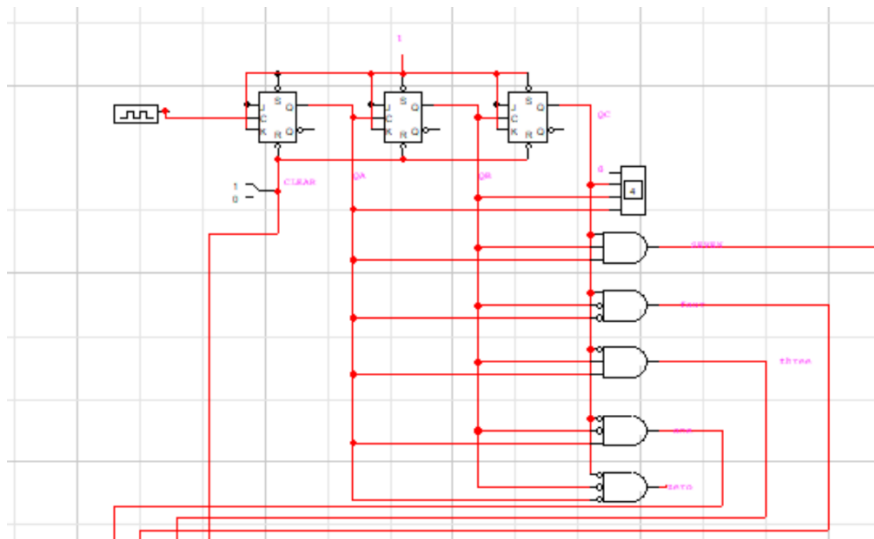 1
S S S
J Q J Q J Q QC
C C C
K Q K Q K Q
R R R
0
1 CLEAR QA QB 4
0
seven
four
three
one
zero